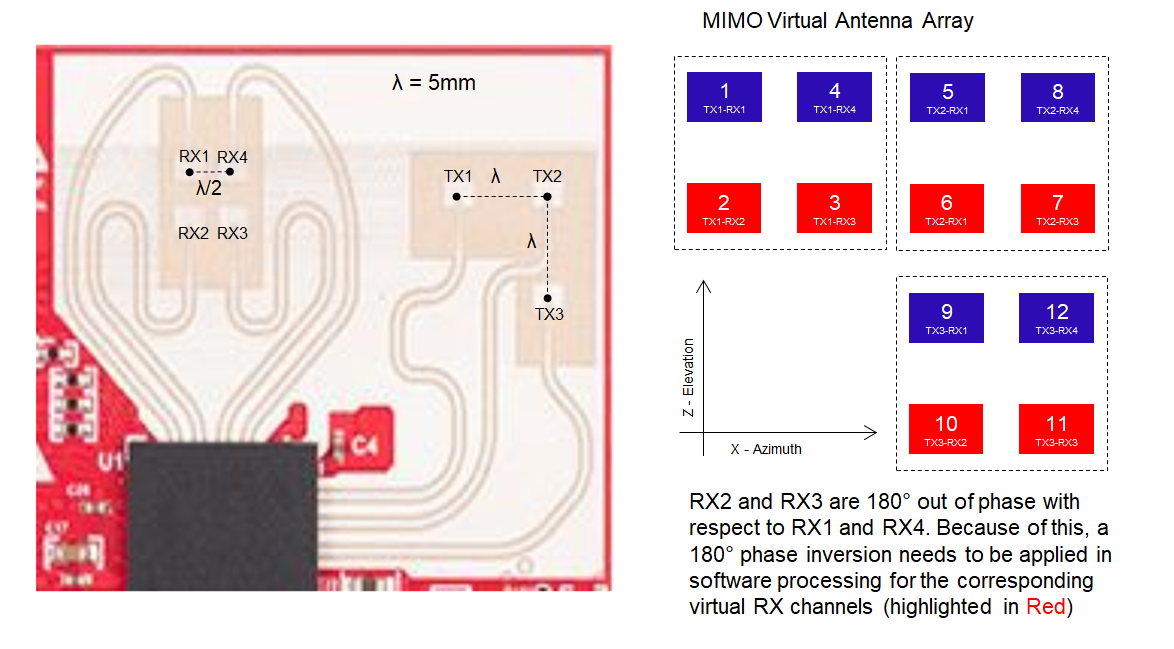 MIMO Virtual Antenna Array
λ = 5mm
RX1 RX4
λ/2
RX2 RX3
TX1 λ TX2
λ
TX3
U1
C4
1
TX1-RX1
4
TX1-RX4
5
TX2-RX1
8
TX2-RX4
2
TX1-RX2
3
TX1-RX3
6
TX2-RX1
7
TX2-RX3
9
TX3-RX1
12
TX3-RX4
10
TX3-RX2
11
TX3-RX3
Z - Elevation
X - Azimuth
RX2 and RX3 are 180° out of phase with
respect to RX1 and RX4. Because of this, a
180° phase inversion needs to be applied in
software processing for the corresponding
virtual RX channels (highlighted in Red)